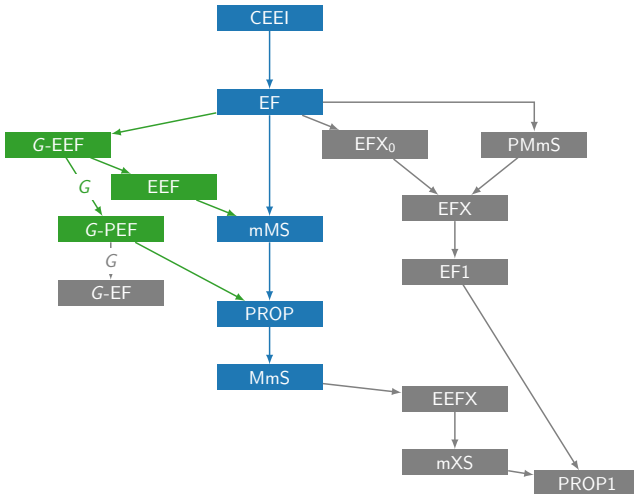 CEEI
EF
G-EEF
EFX₀
PMmS
G
EEF
EFX
G-PEF
mMS
G
EF1
G-EF
PROP
MmS
EEFX
mXS
PROP1